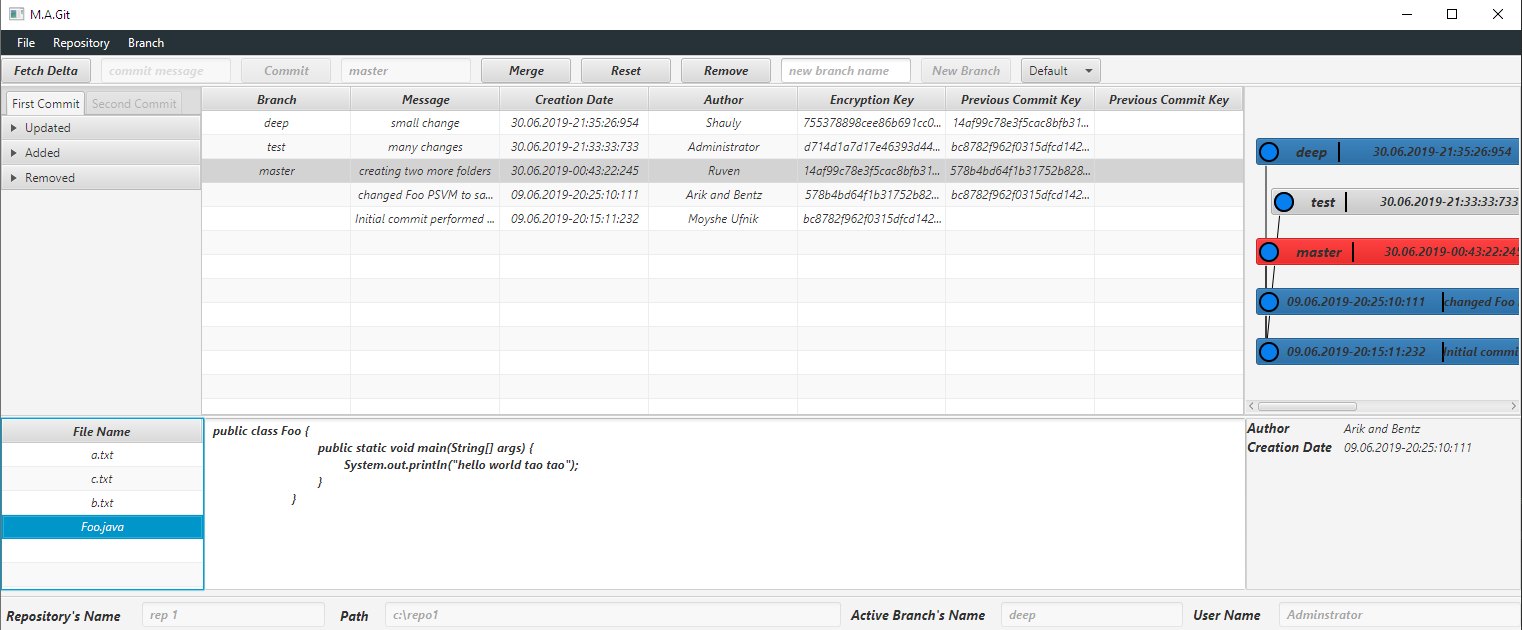 M.A.Git
File Repository Branch
Fetch Delta commit message Commit master Merge Reset Remove new branch name New Branch Default
First Commit Second Commit
Updated
Added
Removed
Branch Message Creation Date Author Encryption Key Previous Commit Key Previous Commit Key
deep small change 30.06.2019-21:35:26:954 Shauly 755378898cee86b691cc0... 14af99c78e3f5cac8bfb31...
test many changes 30.06.2019-21:33:33:733 Administrator d714d1a7d17e46393d44... bc8782f962f0315dfcd142...
master creating two more folders 30.06.2019-00:43:22:245 Ruven 14af99c78e3f5cac8bfb31... 578b4bd64f1b31752b828...
changed Foo PSVM to sa... 09.06.2019-20:25:10:111 Arik and Bentz 578b4bd64f1b31752b82... bc8782f962f0315dfcd142...
Initial commit performed ... 09.06.2019-20:15:11:232 Moyshe Ufnik bc8782f962f0315dfcd142...
deep 30.06.2019-21:35:26:954
test 30.06.2019-21:33:33:733
master 30.06.2019-00:43:22:245
09.06.2019-20:25:10:111 changed Foo
09.06.2019-20:15:11:232 Initial commi
File Name
a.txt
c.txt
b.txt
Foo.java
public class Foo {
public static void main(String[] args) {
System.out.println("hello world tao tao");
}
}
Author Arik and Bentz
Creation Date 09.06.2019-20:25:10:111
Repository's Name rep 1 Path c:\repo1 Active Branch's Name deep User Name Adminstrator